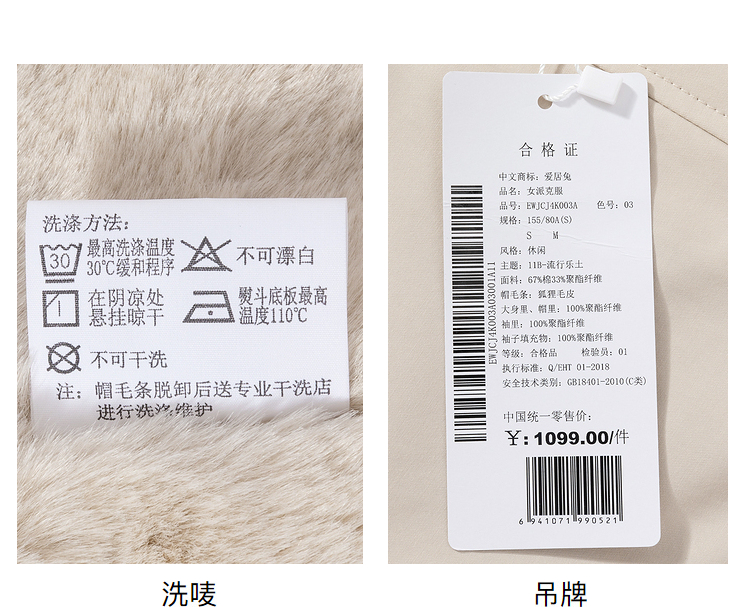 洗涤方法:
30 最高洗涤温度
30℃缓和程序
不可漂白
在阴凉处
悬挂晾干
熨斗底板最高
温度110℃
不可干洗
注: 帽毛条脱卸后送专业干洗店
进行洗涤维护
洗唛
合格证
中文商标: 爱居兔
品名: 女派克服
品号: EWJCJ4K003A 色号: 03
规格: 155/80A(S)
S M
风格: 休闲
主题: 11B-流行乐土
面料: 67%棉33%聚酯纤维
帽毛条: 狐狸毛皮
大身里、帽里: 100%聚酯纤维
袖里: 100%聚酯纤维
袖子填充物: 100%聚酯纤维
等级: 合格品 检验员: 01
执行标准: Q/EHT 01-2018
安全技术类别: GB18401-2010(C类)
EWJCJ4K003A03001A11
中国统一零售价:
¥: 1099.00/件
6 941071 990521
吊牌